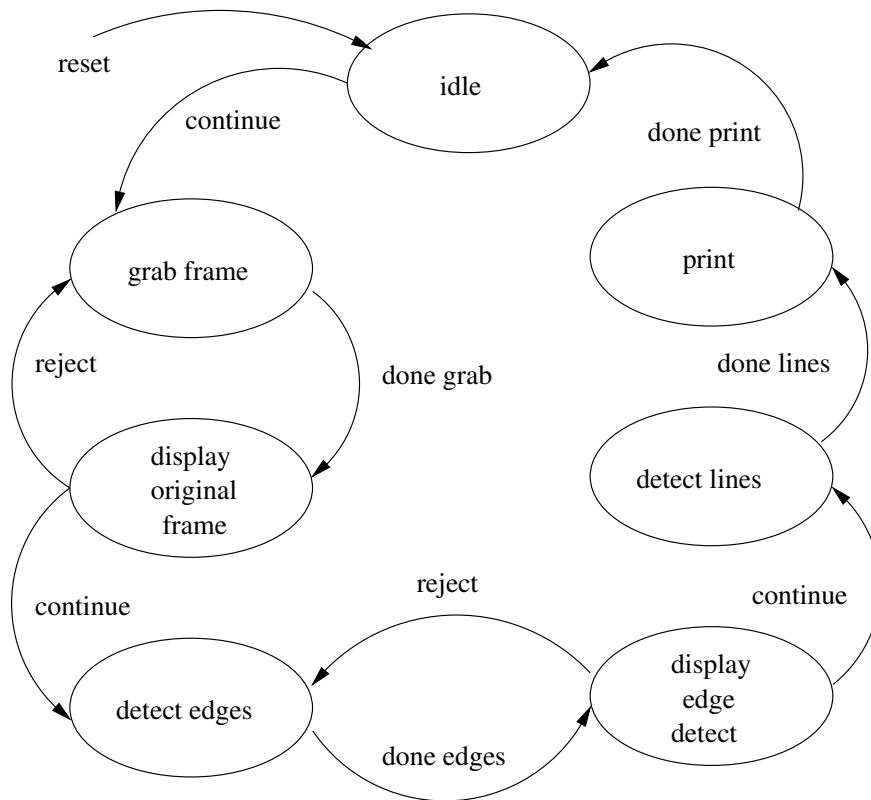 reset
idle
continue
done print
grab frame
print
reject
done grab
done lines
display
original
frame
detect lines
continue
reject
continue
detect edges
display
edge
detect
done edges